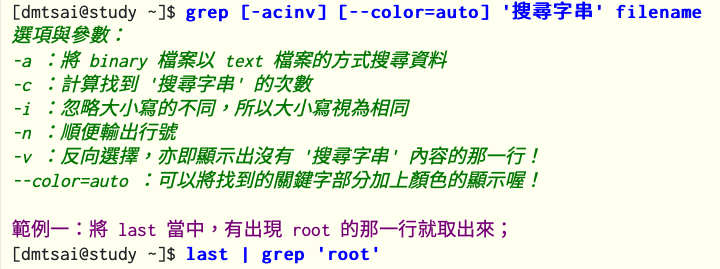 [dmtsai@study ~]$ grep [-acinv] [--color=auto] '搜尋字串' filename
選項與參數：
-a ：將 binary 檔案以 text 檔案的方式搜尋資料
-c ：計算找到 '搜尋字串' 的次數
-i ：忽略大小寫的不同，所以大小寫視為相同
-n ：順便輸出行號
-v ：反向選擇，亦即顯示出沒有 '搜尋字串' 內容的那一行！
--color=auto ：可以將找到的關鍵字部分加上顏色的顯示喔！
範例一：將 last 當中，有出現 root 的那一行就取出來；
[dmtsai@study ~]$ last | grep 'root'